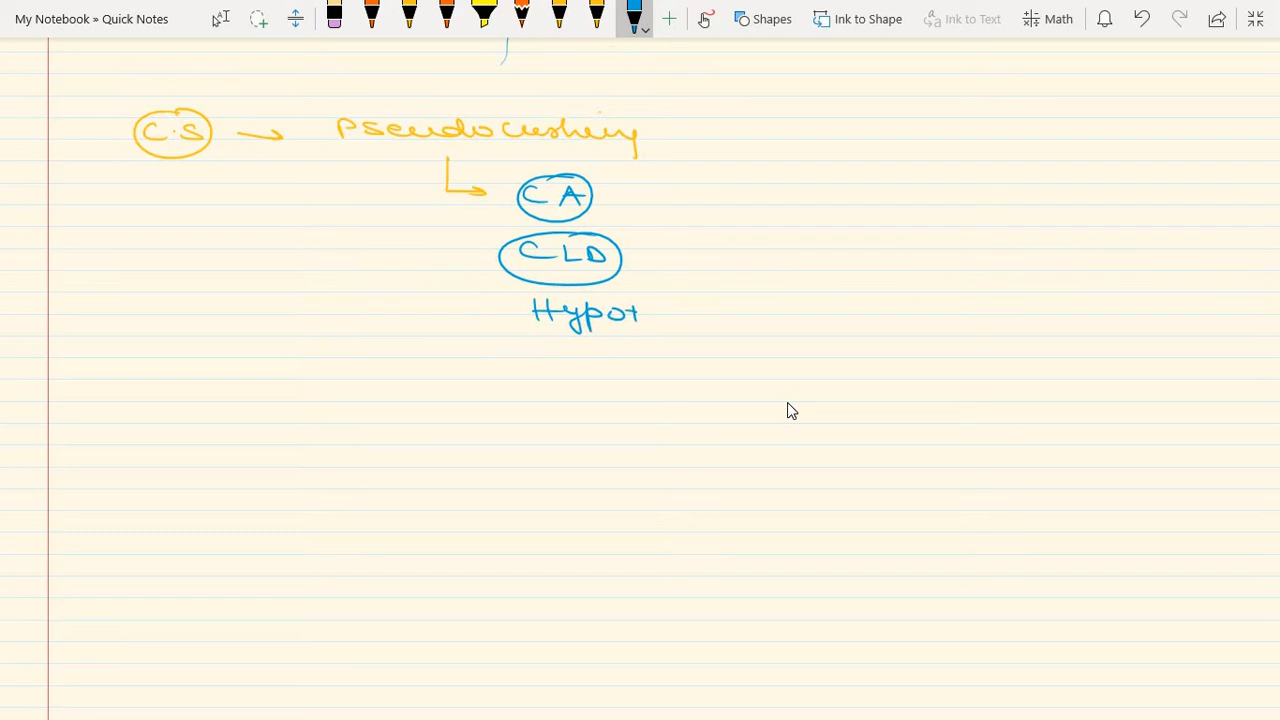 My Notebook » Quick Notes Shapes Ink to Shape Ink to Text Math
C.S → Pseudocushing
CA
CLD
Hypot